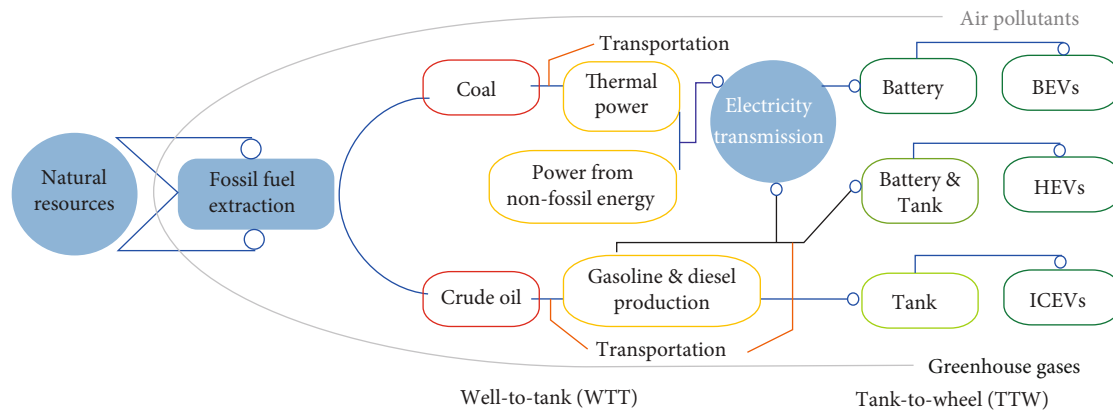 Air pollutants
Transportation
Coal
Thermal
power
Electricity
transmission
Battery
BEVs
Natural
resources
Fossil fuel
extraction
Power from
non-fossil energy
Battery &
Tank
HEVs
Crude oil
Gasoline & diesel
production
Tank
ICEVs
Transportation
Greenhouse gases
Well-to-tank (WTT)
Tank-to-wheel (TTW)